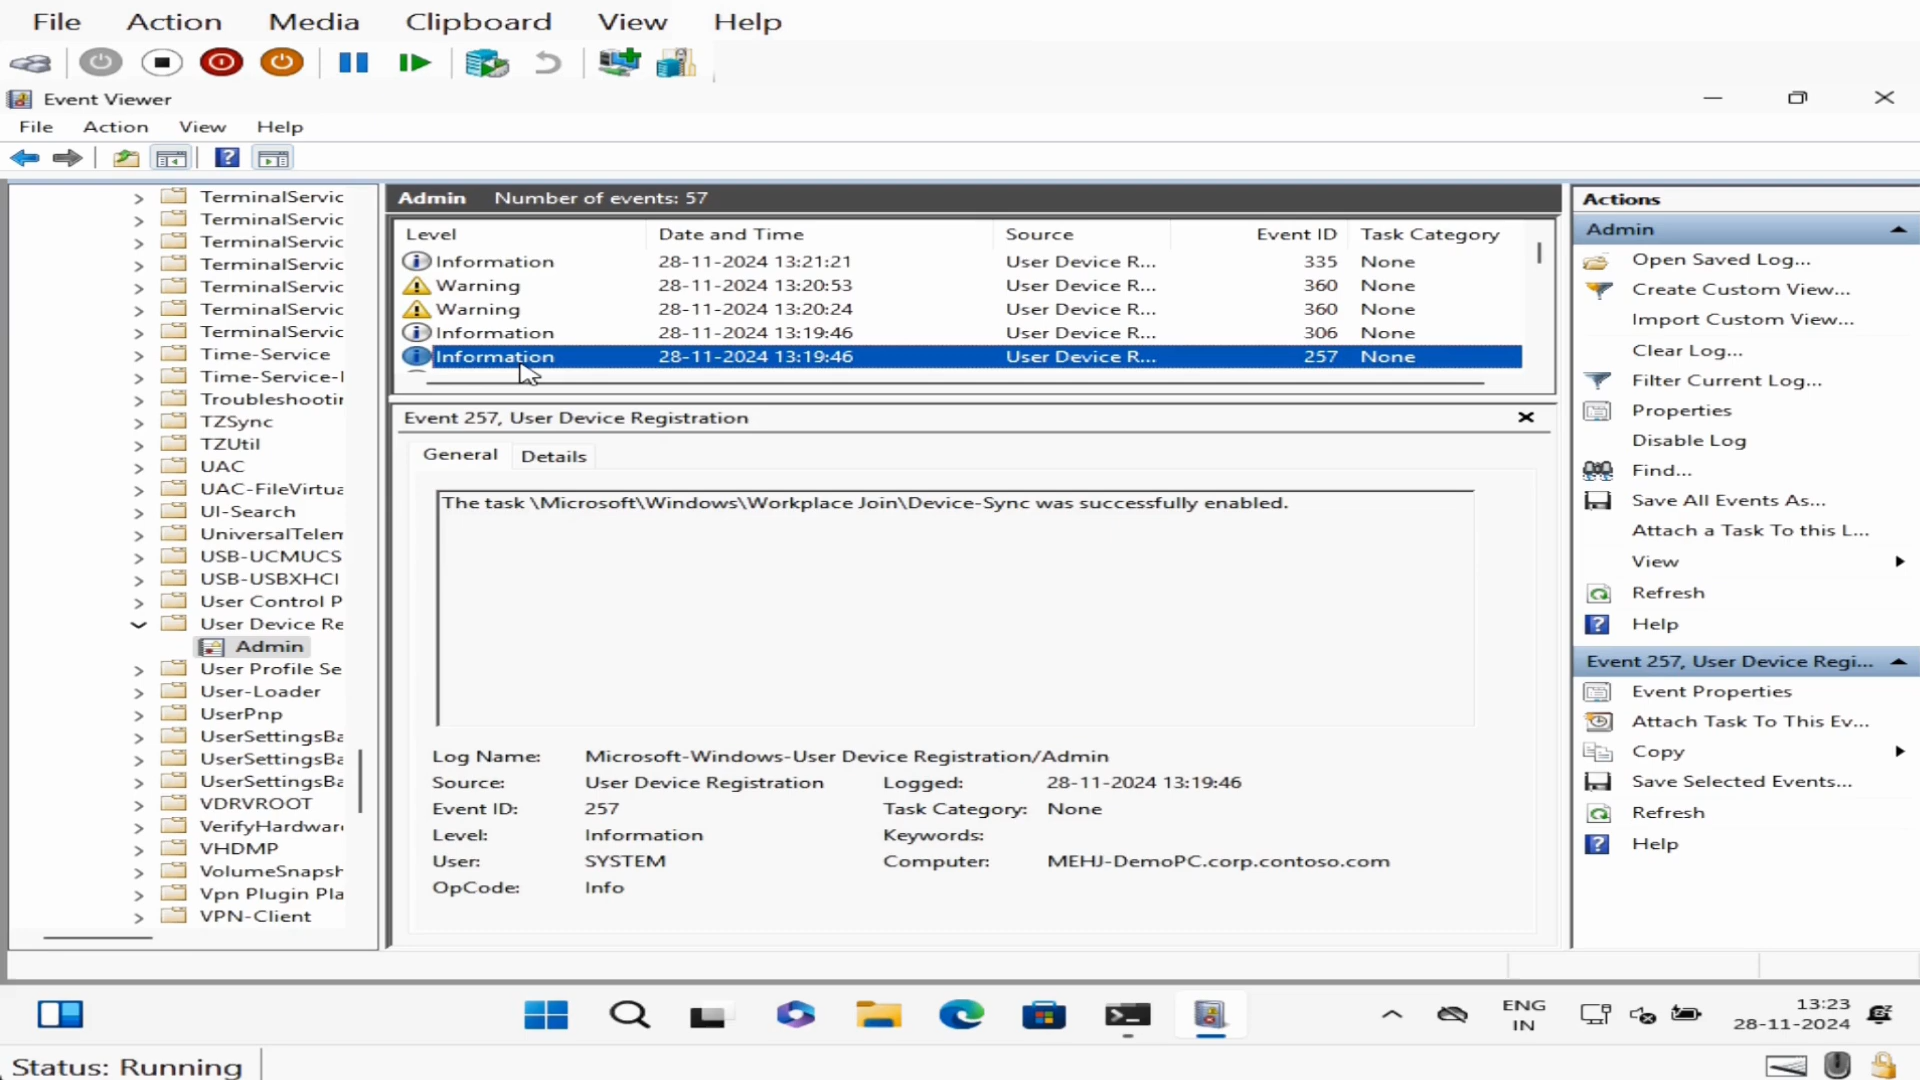 File Action Media Clipboard View Help
Event Viewer
File Action View Help
TerminalServic
TerminalServic
TerminalServic
TerminalServic
TerminalServic
TerminalServic
TerminalServic
Time-Service
Time-Service-
Troubleshootin
TZSync
TZUtil
UAC
UAC-FileVirtua
UI-Search
UniversalTelem
USB-UCMUCS
USB-USBXHCI
User Control P
User Device Re
Admin
User Profile Se
User-Loader
UserPnp
UserSettingsBa
UserSettingsBa
UserSettingsBa
VDRVROOT
VerifyHardwar
VHDMP
VolumeSnapsh
Vpn Plugin Pla
VPN-Client
Admin Number of events: 57
Level Date and Time Source Event ID Task Category
Information 28-11-2024 13:21:21 User Device R... 335 None
Warning 28-11-2024 13:20:53 User Device R... 360 None
Warning 28-11-2024 13:20:24 User Device R... 360 None
Information 28-11-2024 13:19:46 User Device R... 306 None
Information 28-11-2024 13:19:46 User Device R... 257 None
Event 257, User Device Registration
General Details
The task \Microsoft\Windows\Workplace Join\Device-Sync was successfully enabled.
Log Name: Microsoft-Windows-User Device Registration/Admin
Source: User Device Registration Logged: 28-11-2024 13:19:46
Event ID: 257 Task Category: None
Level: Information Keywords:
User: SYSTEM Computer: MEHJ-DemoPC.corp.contoso.com
OpCode: Info
Actions
Admin
Open Saved Log...
Create Custom View...
Import Custom View...
Clear Log...
Filter Current Log...
Properties
Disable Log
Find...
Save All Events As...
Attach a Task To this L...
View
Refresh
Help
Event 257, User Device Regi...
Event Properties
Attach Task To This Ev...
Copy
Save Selected Events...
Refresh
Help
ENG
IN
13:23
28-11-2024
Status: Running